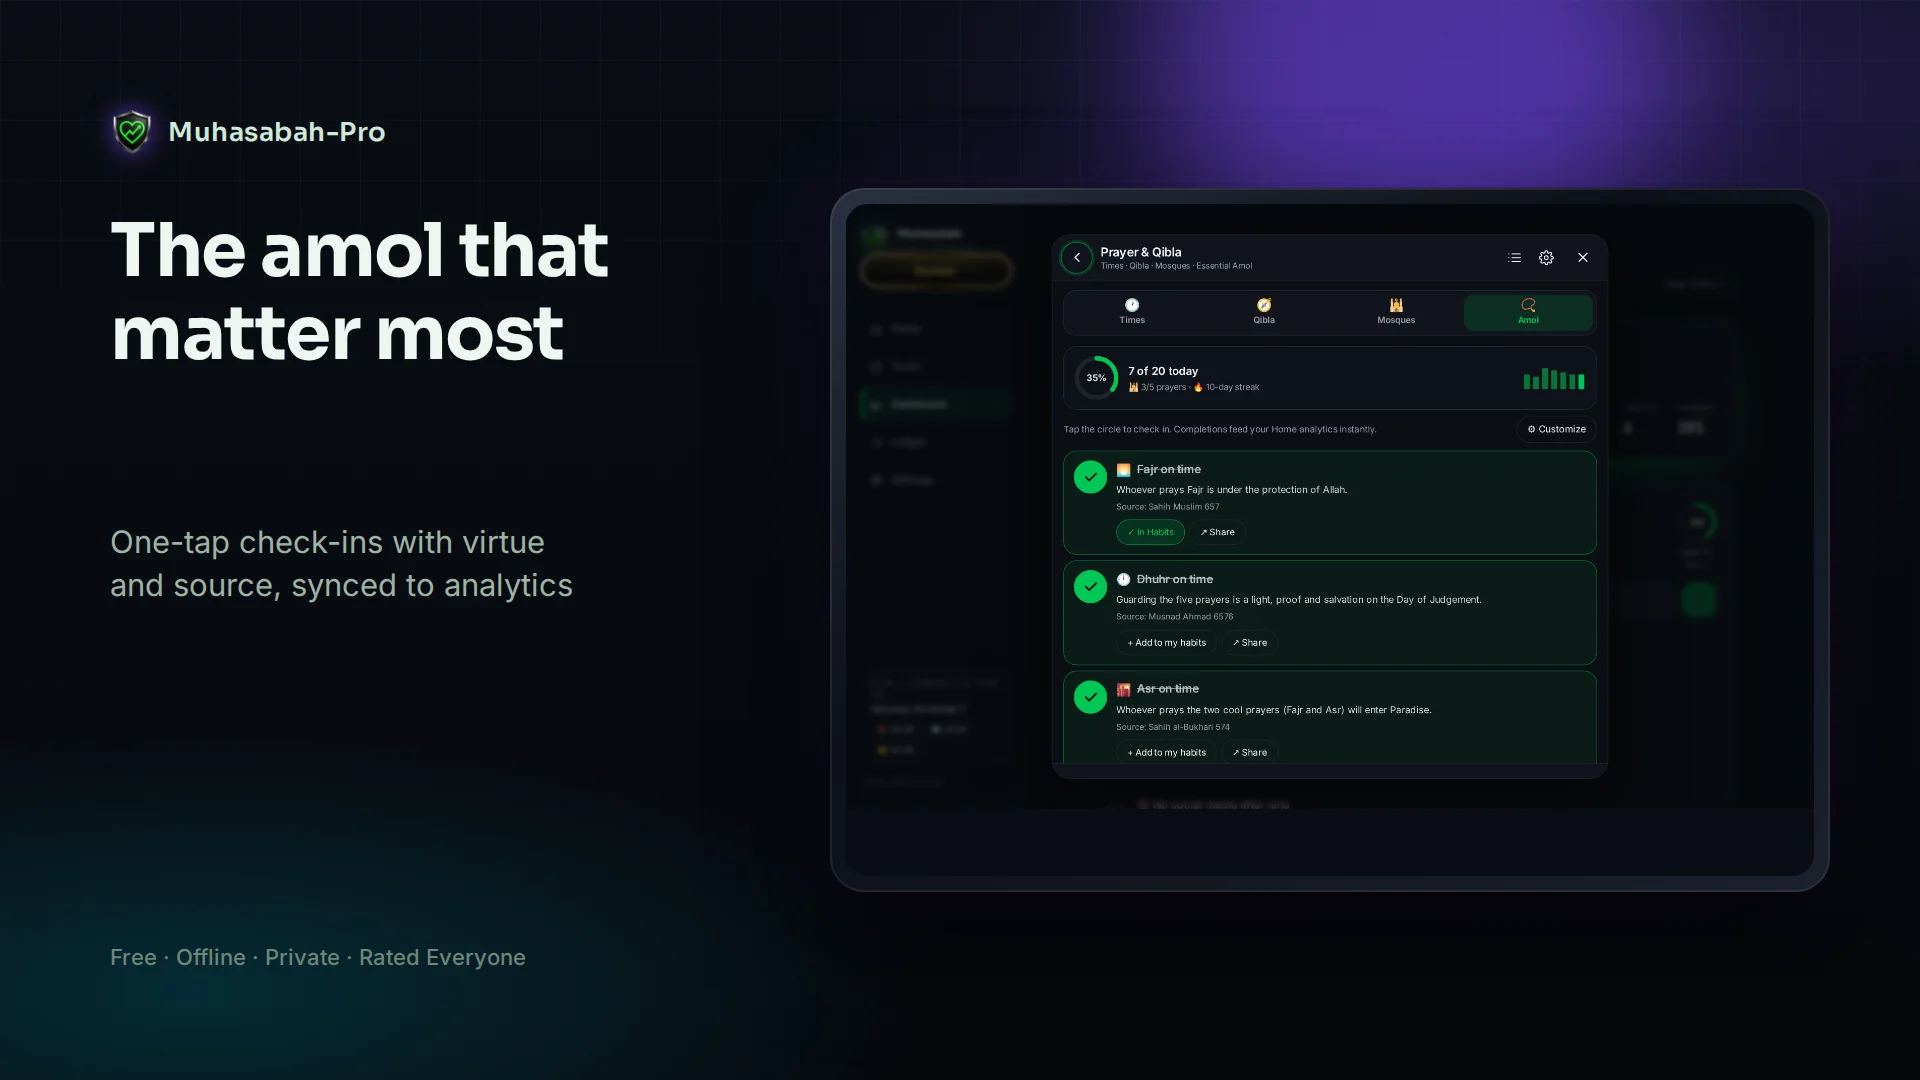 Muhasabah-Pro
The amol that
matter most
One-tap check-ins with virtue
and source, synced to analytics
Free · Offline · Private · Rated Everyone
Prayer & Qibla
Times · Qibla · Mosques · Essential Amol
Times
Qibla
Mosques
Amol
35%
7 of 20 today
3/5 prayers · 🔥 10-day streak
Tap the circle to check in. Completions feed your Home analytics instantly.
⚙ Customize
Fajr on time
Whoever prays Fajr is under the protection of Allah.
Source: Sahih Muslim 657
✓ In Habits
↗ Share
Dhuhr on time
Guarding the five prayers is a light, proof and salvation on the Day of Judgement.
Source: Musnad Ahmad 6576
+ Add to my habits
↗ Share
Asr on time
Whoever prays the two cool prayers (Fajr and Asr) will enter Paradise.
Source: Sahih al-Bukhari 574
+ Add to my habits
↗ Share